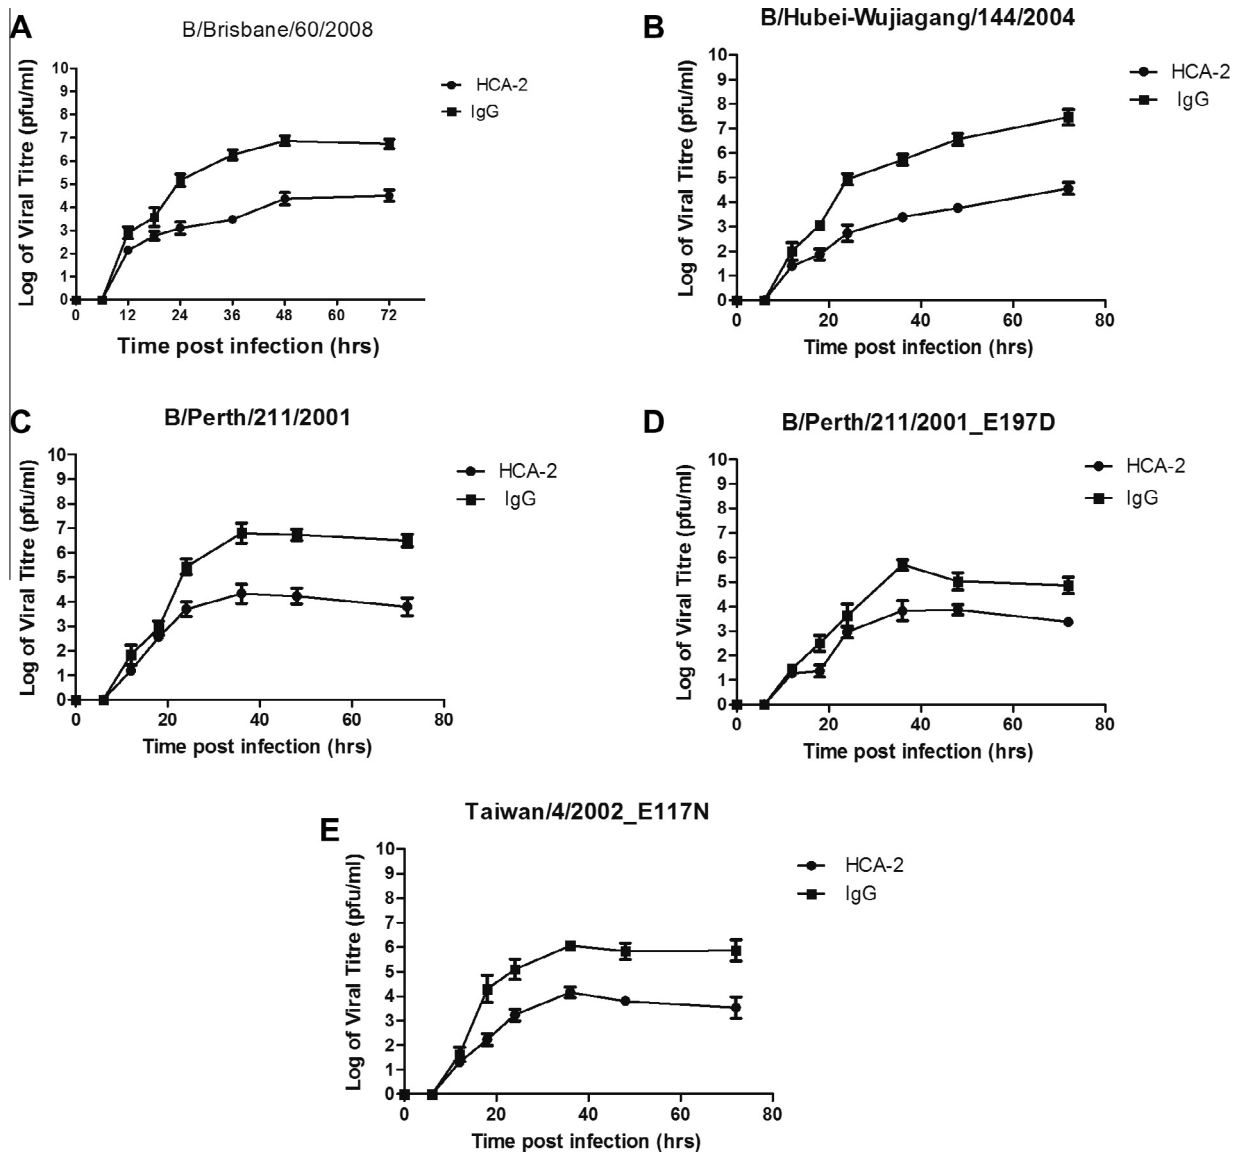 A
B/Brisbane/60/2008
Log of Viral Titre (pfu/ml)
10
9
8
7
6
5
4
3
2
1
0
0 12 24 36 48 60 72
Time post infection (hrs)
HCA-2
IgG
B
B/Hubei-Wujiagang/144/2004
Log of Viral Titre (pfu/ml)
10
9
8
7
6
5
4
3
2
1
0
0 20 40 60 80
Time post infection (hrs)
HCA-2
IgG
C
B/Perth/211/2001
Log of Viral Titre (pfu/ml)
10
9
8
7
6
5
4
3
2
1
0
0 20 40 60 80
Time post infection (hrs)
HCA-2
IgG
D
B/Perth/211/2001_E197D
Log of Viral Titre (pfu/ml)
10
9
8
7
6
5
4
3
2
1
0
0 20 40 60 80
Time post infection (hrs)
HCA-2
IgG
E
Taiwan/4/2002_E117N
Log of Viral Titre (pfu/ml)
10
9
8
7
6
5
4
3
2
1
0
0 20 40 60 80
Time post infection (hrs)
HCA-2
IgG